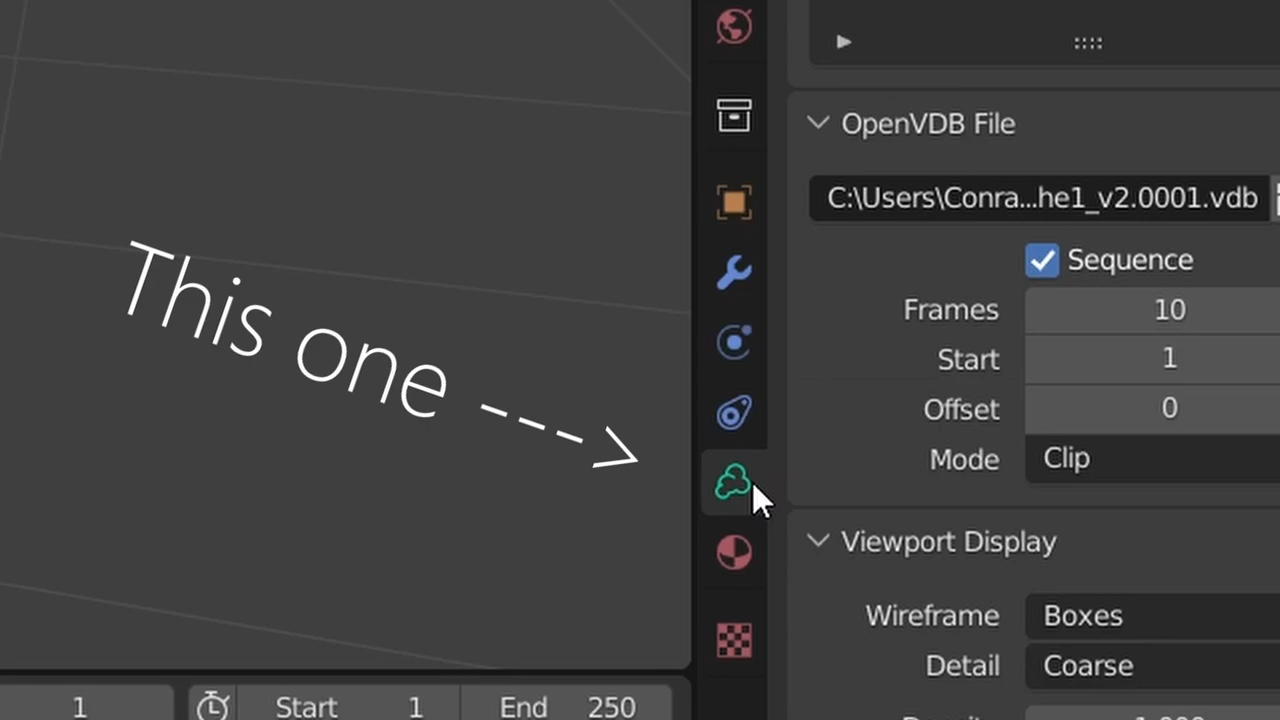 OpenVDB File
C:\Users\Conra...he1_v2.0001.vdb
Sequence
Frames 10
Start 1
Offset 0
Mode Clip
This one --->
Viewport Display
Wireframe Boxes
Detail Coarse
1 Start 1 End 250